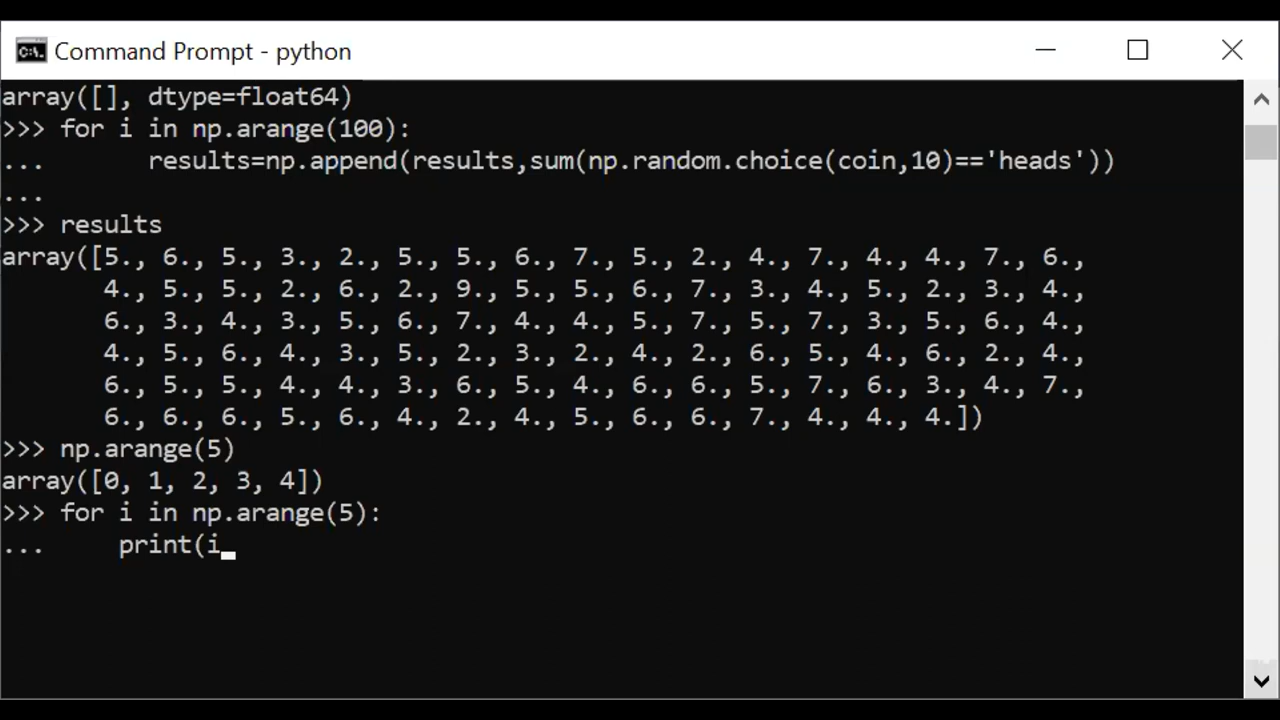 Command Prompt - python
array([], dtype=float64)
>>> for i in np.arange(100):
...       results=np.append(results,sum(np.random.choice(coin,10)=='heads'))
...
>>> results
array([5., 6., 5., 3., 2., 5., 5., 6., 7., 5., 2., 4., 7., 4., 4., 7., 6.,
       4., 5., 5., 2., 6., 2., 9., 5., 5., 6., 7., 3., 4., 5., 2., 3., 4.,
       6., 3., 4., 3., 5., 6., 7., 4., 4., 5., 7., 5., 7., 3., 5., 6., 4.,
       4., 5., 6., 4., 3., 5., 2., 3., 2., 4., 2., 6., 5., 4., 6., 2., 4.,
       6., 5., 5., 4., 4., 3., 6., 5., 4., 6., 6., 5., 7., 6., 3., 4., 7.,
       6., 6., 6., 5., 6., 4., 2., 4., 5., 6., 6., 7., 4., 4., 4.])
>>> np.arange(5)
array([0, 1, 2, 3, 4])
>>> for i in np.arange(5):
...     print(i